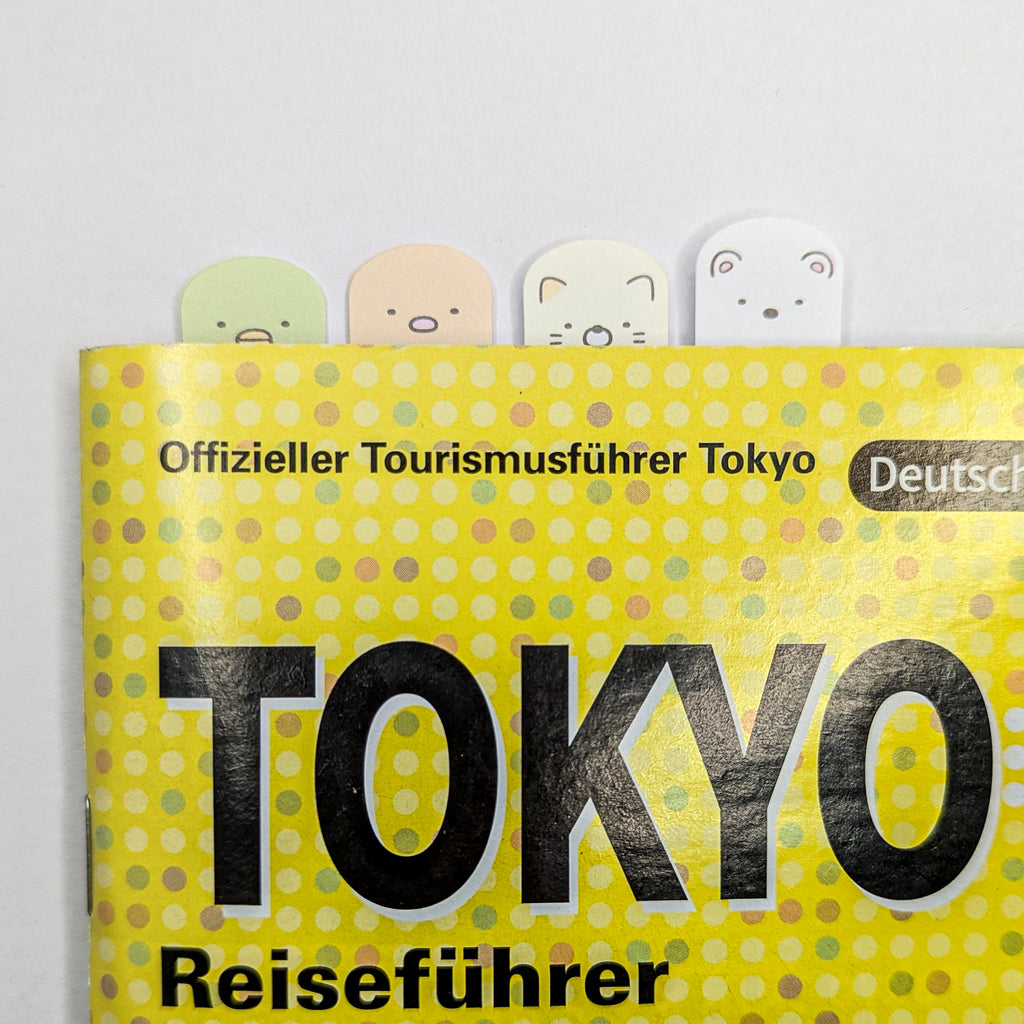 Offizieller Tourismusführer Tokyo
Deutsch
TOKYO
Reiseführer